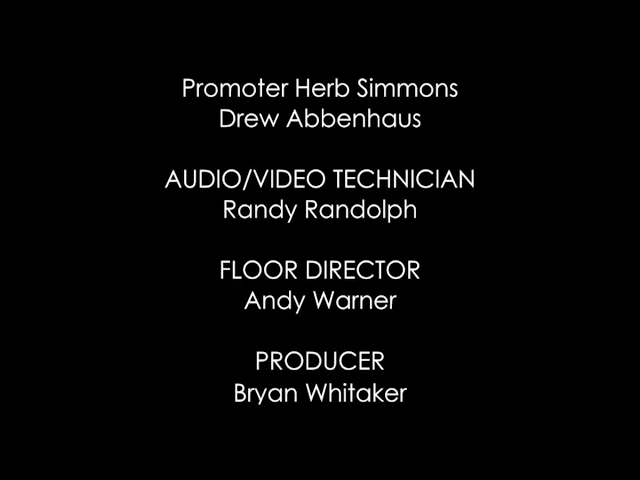 Promoter Herb Simmons
Drew Abbenhaus
AUDIO/VIDEO TECHNICIAN
Randy Randolph
FLOOR DIRECTOR
Andy Warner
PRODUCER
Bryan Whitaker